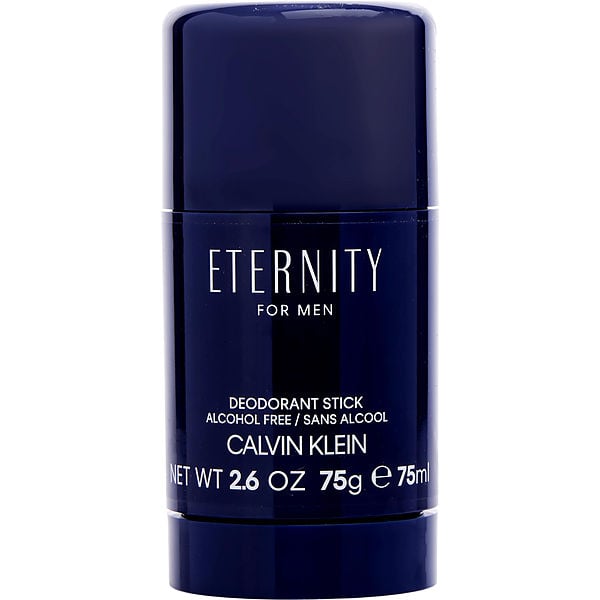 ETERNITY
FOR MEN
DEODORANT STICK
ALCOHOL FREE / SANS ALCOOL
CALVIN KLEIN
NET WT 2.6 OZ 75g ℮ 75ml